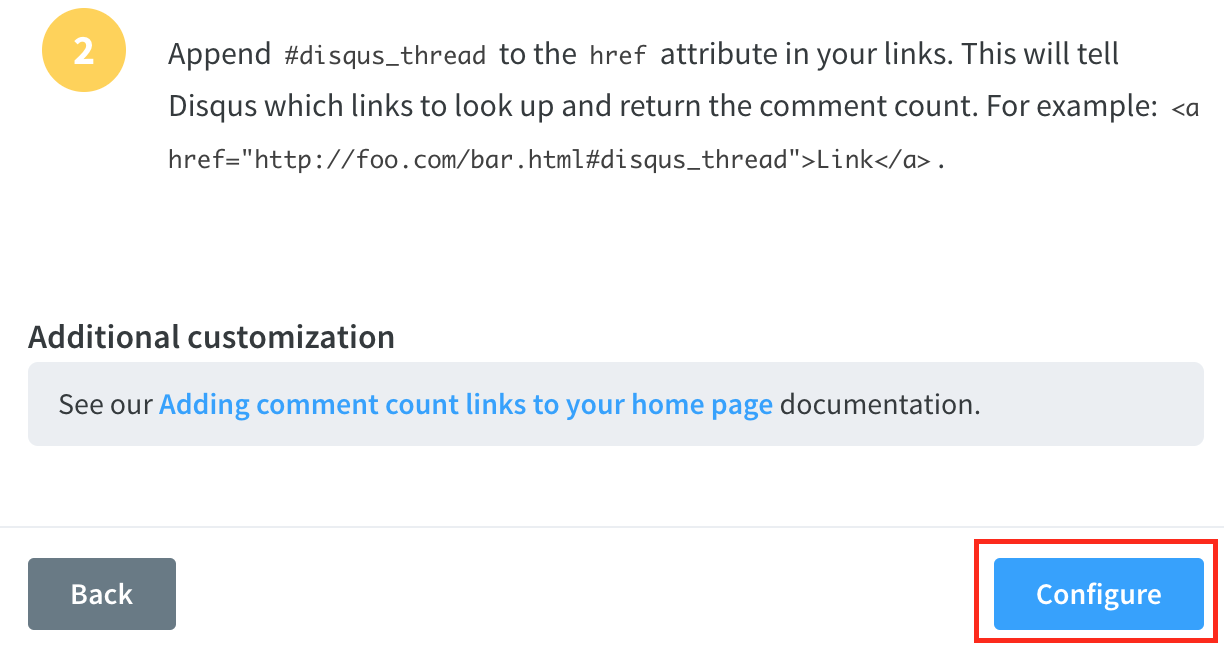 2
Append #disqus_thread to the href attribute in your links. This will tell
Disqus which links to look up and return the comment count. For example: <a
href="http://foo.com/bar.html#disqus_thread">Link</a>.
Additional customization
See our Adding comment count links to your home page documentation.
Back
Configure